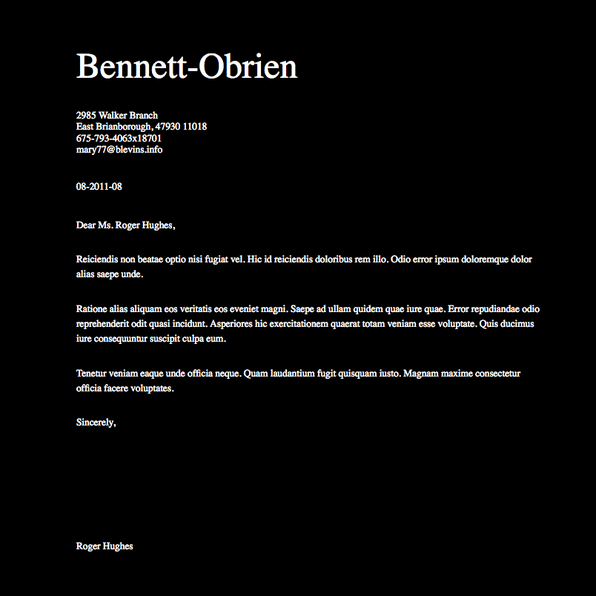 Bennett-Obrien
2985 Walker Branch
East Brianborough, 47930 11018
675-793-4063x18701
mary77@blevins.info
08-2011-08
Dear Ms. Roger Hughes,
Reiciendis non beatae optio nisi fugiat vel. Hic id reiciendis doloribus rem illo. Odio error ipsum doloremque dolor
alias saepe unde.
Ratione alias aliquam eos veritatis eos eveniet magni. Saepe ad ullam quidem quae iure quae. Error repudiandae odio
reprehenderit odit quasi incidunt. Asperiores hic exercitationem quaerat totam veniam esse voluptate. Quis ducimus
iure consequuntur suscipit culpa eum.
Tenetur veniam eaque unde officia neque. Quam laudantium fugit quisquam iusto. Magnam maxime consectetur
officia facere voluptates.
Sincerely,
Roger Hughes